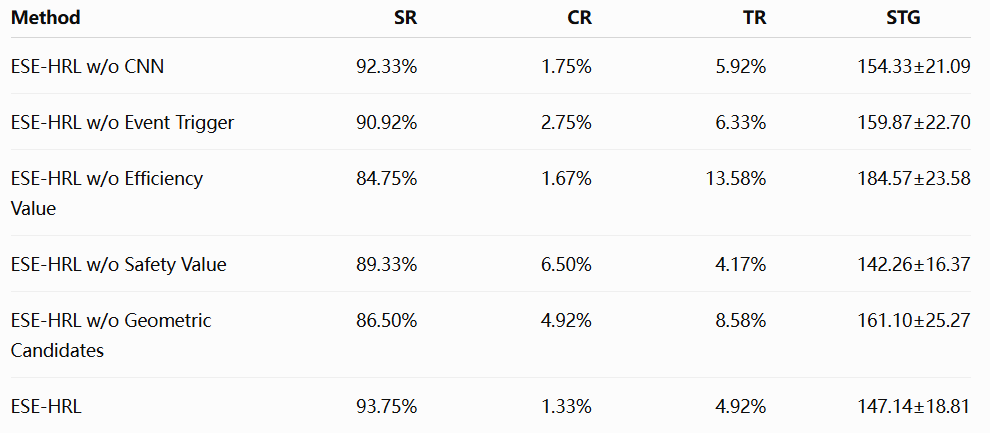 Method SR CR TR STG
ESE-HRL w/o CNN 92.33% 1.75% 5.92% 154.33±21.09
ESE-HRL w/o Event Trigger 90.92% 2.75% 6.33% 159.87±22.70
ESE-HRL w/o Efficiency 84.75% 1.67% 13.58% 184.57±23.58
Value
ESE-HRL w/o Safety Value 89.33% 6.50% 4.17% 142.26±16.37
ESE-HRL w/o Geometric 86.50% 4.92% 8.58% 161.10±25.27
Candidates
ESE-HRL 93.75% 1.33% 4.92% 147.14±18.81